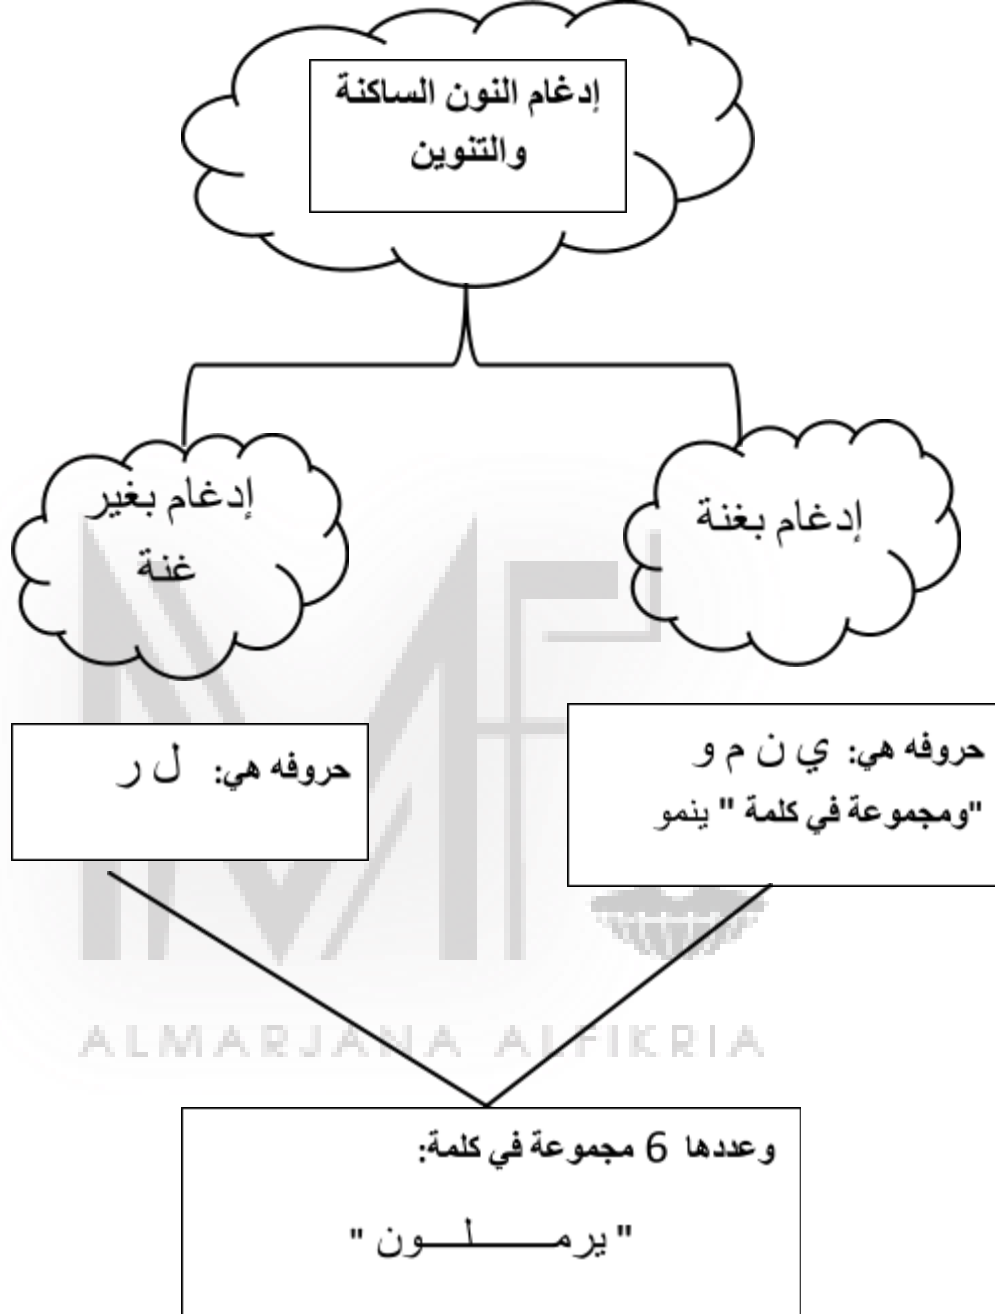 إدغام النون الساكنة
والتنوين
إدغام بغنة
إدغام بغير
غنة
حروفه هي: ي ن م و
"ومجموعة في كلمة " ينمو
حروفه هي: ل ر
وعددها 6 مجموعة في كلمة:
" يرمـــــلـــون "
ALMARJANA ALFIKRIA